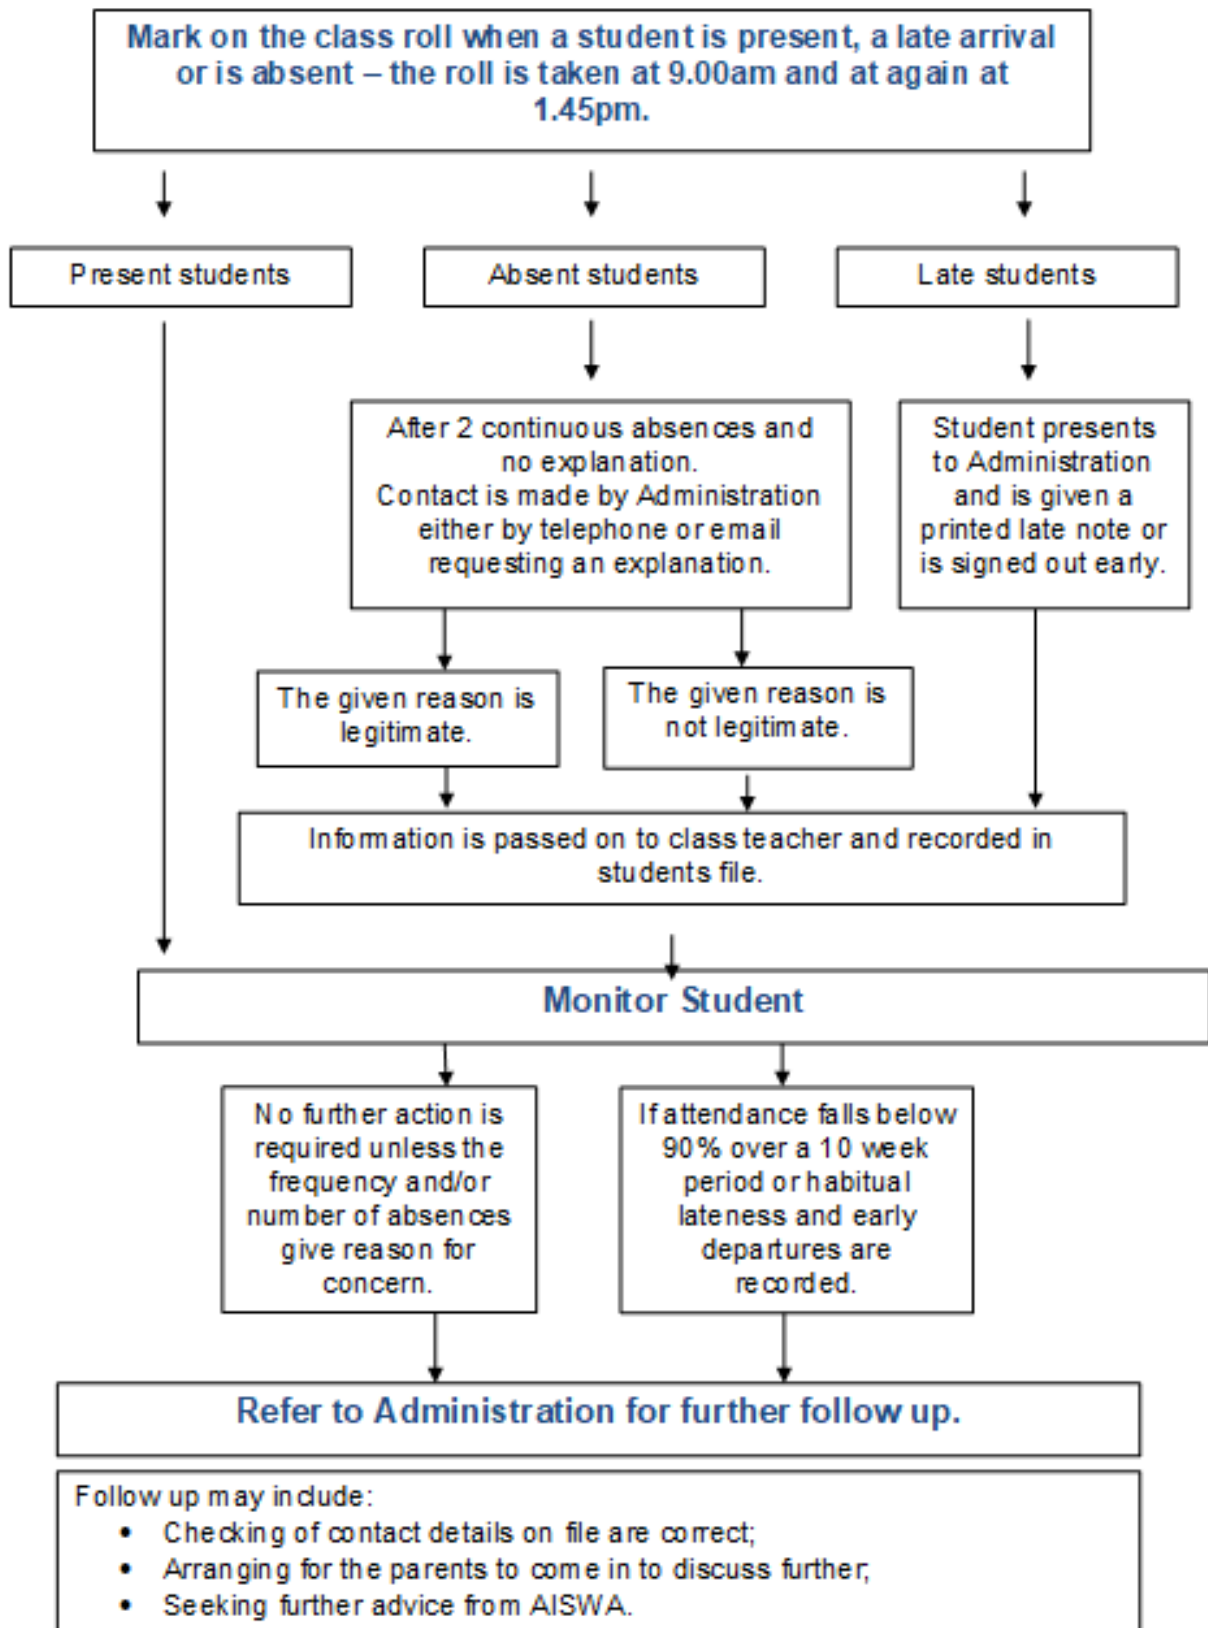 Mark on the class roll when a student is present, a late arrival
or is absent – the roll is taken at 9.00am and at again at
1.45pm.
Present students
Absent students
Late students
After 2 continuous absences and
no explanation.
Contact is made by Administration
either by telephone or email
requesting an explanation.
Student presents
to Administration
and is given a
printed late note or
is signed out early.
The given reason is
legitimate.
The given reason is
not legitimate.
Information is passed on to class teacher and recorded in
students file.
Monitor Student
No further action is
required unless the
frequency and/or
number of absences
give reason for
concern.
If attendance falls below
90% over a 10 week
period or habitual
lateness and early
departures are
recorded.
Refer to Administration for further follow up.
Follow up may include:
• Checking of contact details on file are correct;
• Arranging for the parents to come in to discuss further;
• Seeking further advice from AISWA.